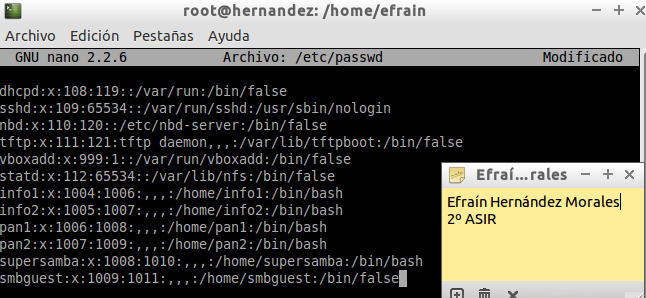 root@hernandez: /home/efrain
Archivo Edición Pestañas Ayuda
GNU nano 2.2.6 Archivo: /etc/passwd Modificado
dhcpd:x:108:119::/var/run:/bin/false
sshd:x:109:65534::/var/run/sshd:/usr/sbin/nologin
nbd:x:110:120::/etc/nbd-server:/bin/false
tftp:x:111:121:tftp daemon,,,:/var/lib/tftpboot:/bin/false
vboxadd:x:999:1::/var/run/vboxadd:/bin/false
statd:x:112:65534::/var/lib/nfs:/bin/false
info1:x:1004:1006:,,,:/home/info1:/bin/bash
info2:x:1005:1007:,,,:/home/info2:/bin/bash
pan1:x:1006:1008:,,,:/home/pan1:/bin/bash
pan2:x:1007:1009:,,,:/home/pan2:/bin/bash
supersamba:x:1008:1010:,,,:/home/supersamba:/bin/bash
smbguest:x:1009:1011:,,,:/home/smbguest:/bin/false
Efraí...rales
Efraín Hernández Morales
2º ASIR